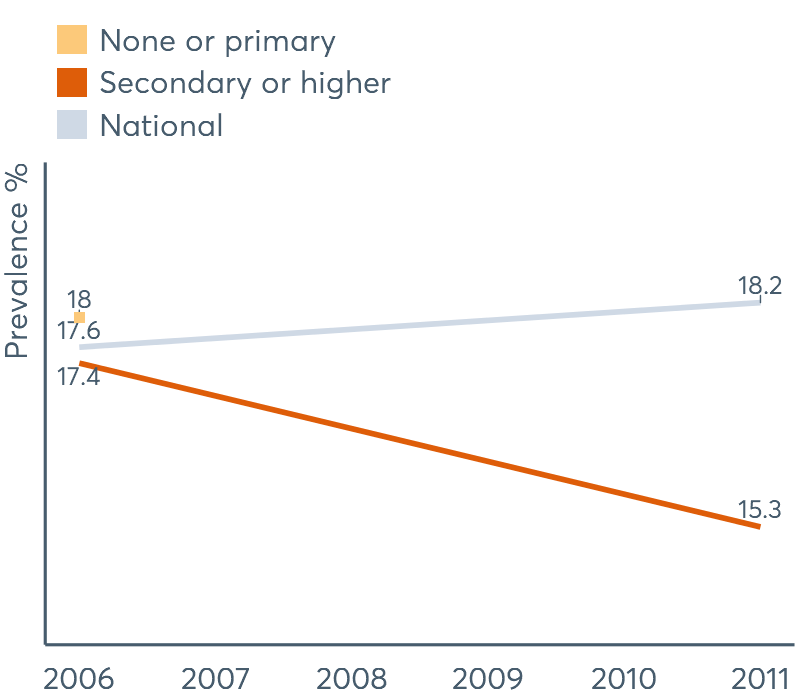 None or primary
Secondary or higher
National
Prevalence %
18
17.6
17.4
18.2
15.3
2006 2007 2008 2009 2010 2011